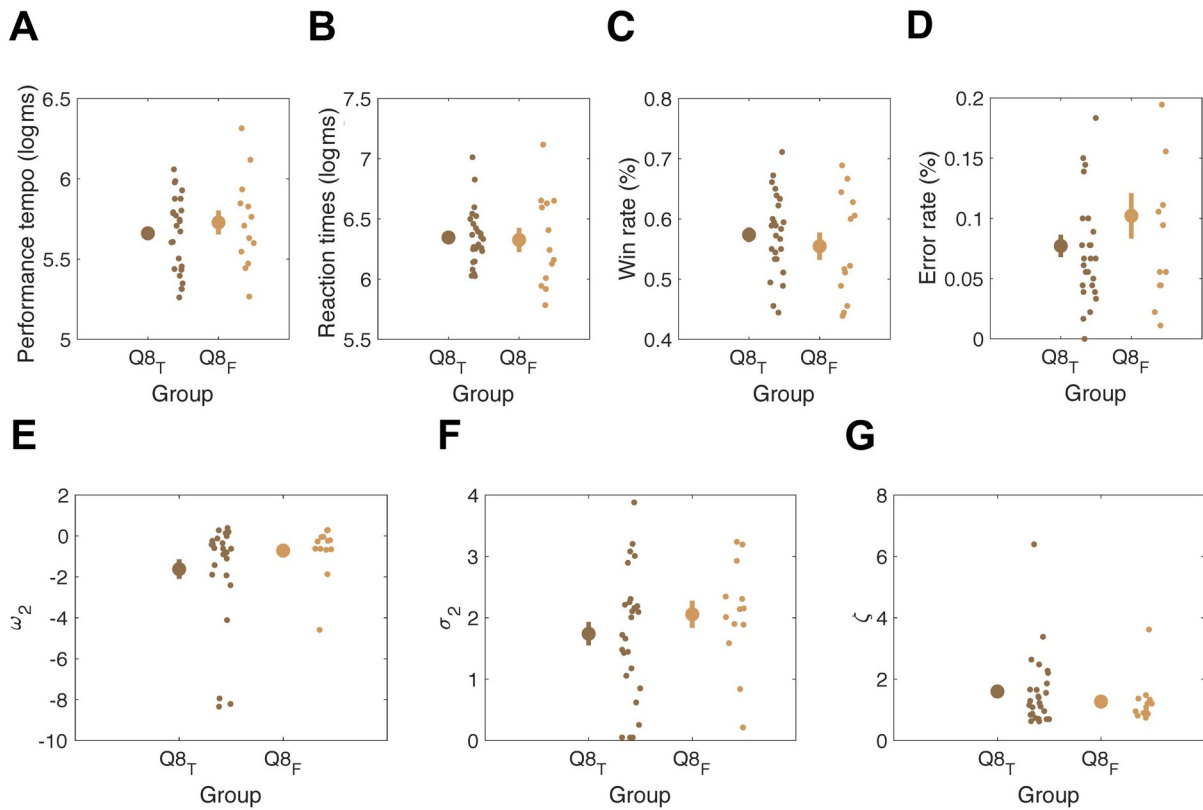 A
B
C
D
6.5
6
5.5
5
Performance tempo (logms)
Q8T Q8F
Group
7.5
7
6.5
6
5.5
Reaction times (logms)
Q8T Q8F
Group
0.8
0.7
0.6
0.5
0.4
Win rate (%)
Q8T Q8F
Group
0.2
0.15
0.1
0.05
0
Error rate (%)
Q8T Q8F
Group
E
F
G
2
0
-2
-4
-6
-8
-10
ω2
Q8T Q8F
Group
4
3
2
1
0
σ2
Q8T Q8F
Group
8
6
4
2
0
ζ
Q8T Q8F
Group